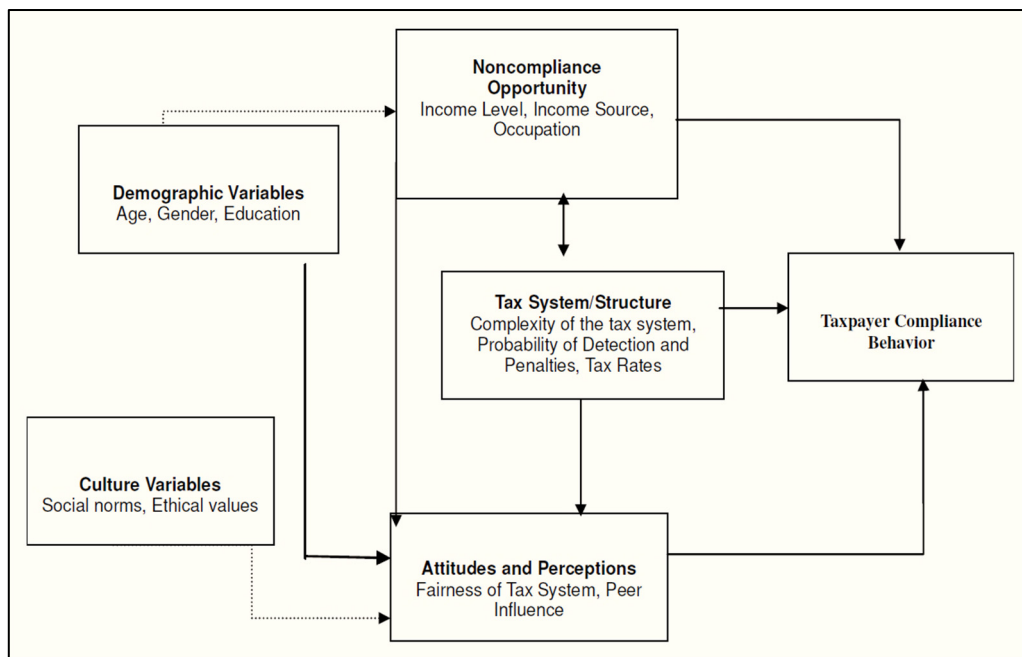 Noncompliance
Opportunity
Income Level, Income Source,
Occupation
Demographic Variables
Age, Gender, Education
Tax System/Structure
Complexity of the tax system,
Probability of Detection and
Penalties, Tax Rates
Taxpayer Compliance
Behavior
Culture Variables
Social norms, Ethical values
Attitudes and Perceptions
Fairness of Tax System, Peer
Influence